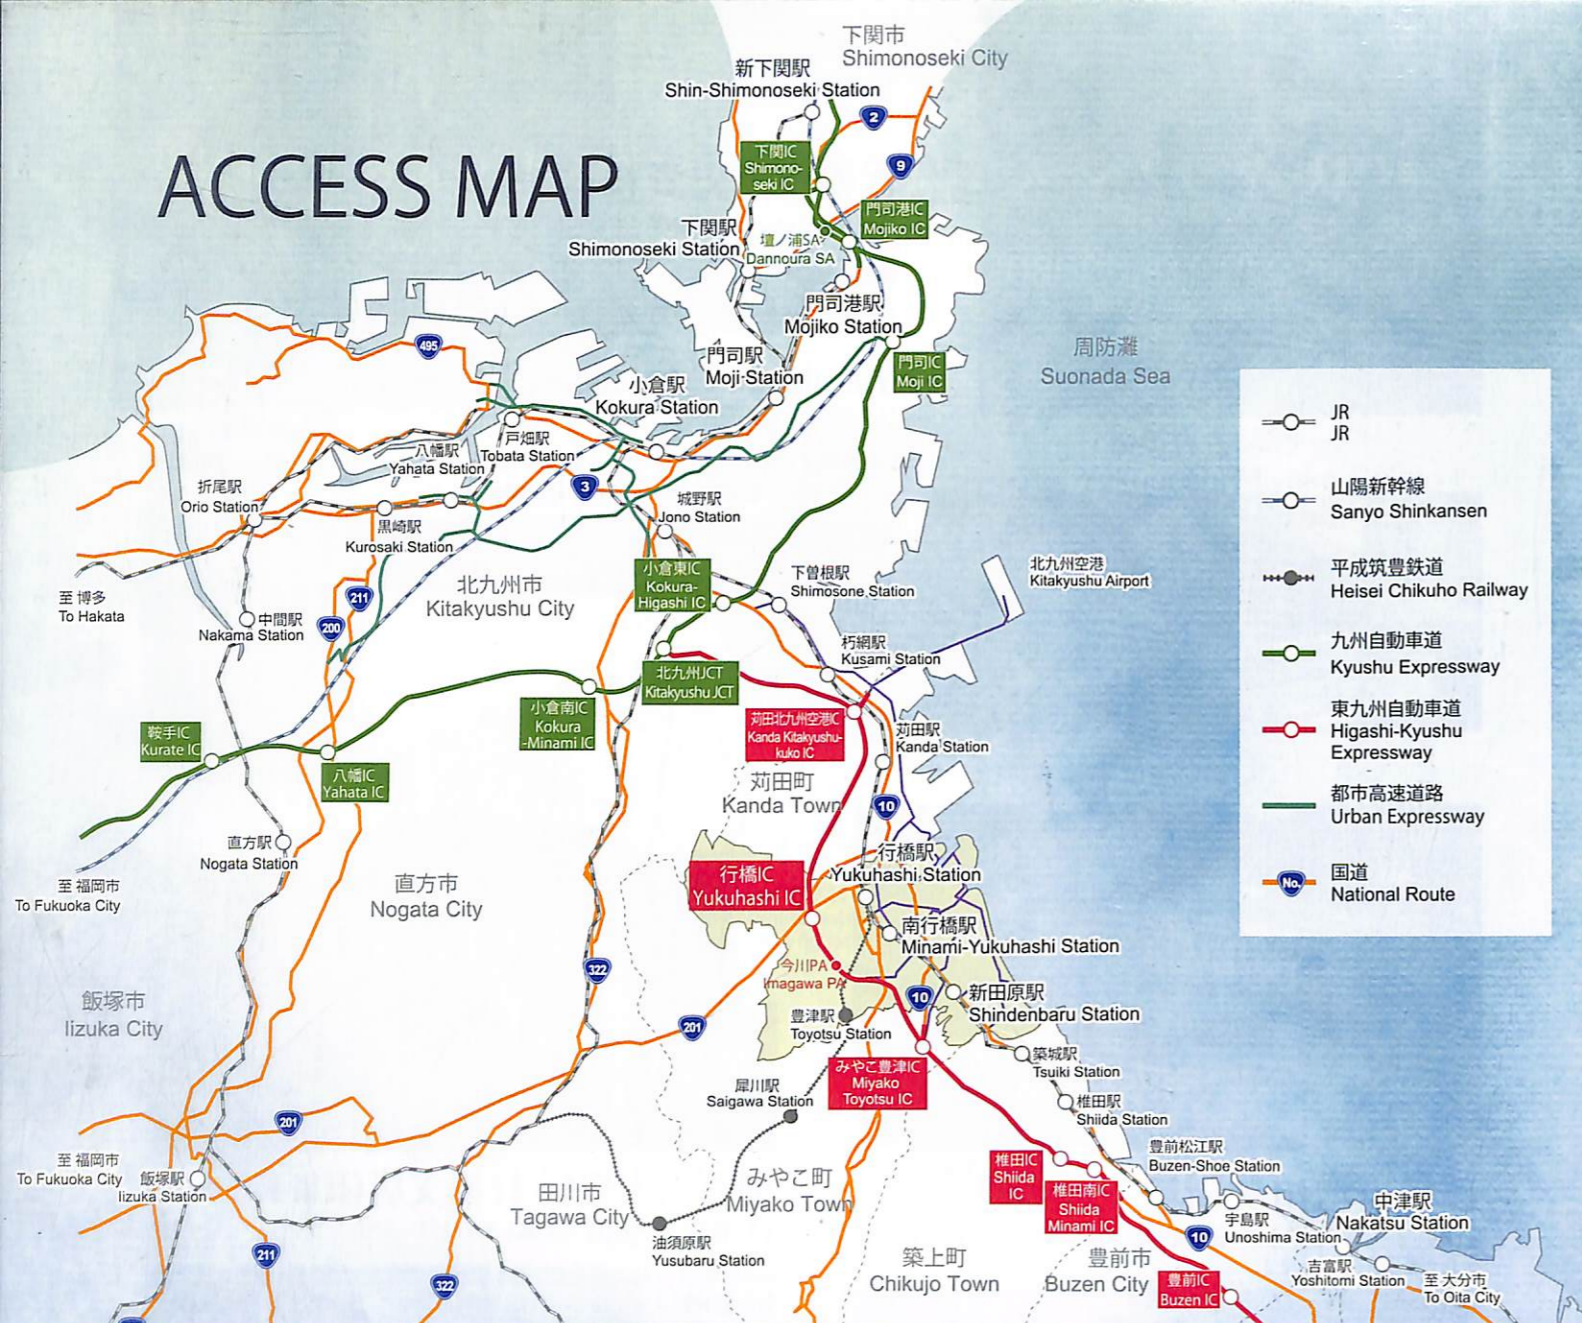 ACCESS MAP
下関市
Shimonoseki City
新下関駅
Shin-Shimonoseki Station
2
下関IC
Shimono-
seki IC
9
門司港IC
Mojiko IC
下関駅
Shimonoseki Station
壇ノ浦SA
Dannoura SA
門司港駅
Mojiko Station
495
門司駅
Moji Station
門司IC
Moji IC
周防灘
Suonada Sea
小倉駅
Kokura Station
戸畑駅
Tobata Station
八幡駅
Yahata Station
折尾駅
Orio Station
3
城野駅
Jono Station
黒崎駅
Kurosaki Station
小倉東IC
Kokura-
Higashi IC
下曽根駅
Shimosone Station
北九州空港
Kitakyushu Airport
至 博多
To Hakata
北九州市
Kitakyushu City
211
200
中間駅
Nakama Station
朽網駅
Kusami Station
北九州JCT
Kitakyushu JCT
小倉南IC
Kokura
-Minami IC
苅田北九州空港IC
Kanda Kitakyushu-
kuko IC
鞍手IC
Kurate IC
八幡IC
Yahata IC
苅田駅
Kanda Station
苅田町
Kanda Town
10
直方駅
Nogata Station
行橋駅
Yukuhashi Station
行橋IC
Yukuhashi IC
至 福岡市
To Fukuoka City
直方市
Nogata City
南行橋駅
Minami-Yukuhashi Station
322
今川PA
Imagawa PA
10
新田原駅
Shindenbaru Station
飯塚市
Iizuka City
201
豊津駅
Toyotsu Station
築城駅
Tsuiki Station
みやこ豊津IC
Miyako
Toyotsu IC
犀川駅
Saigawa Station
椎田駅
Shiida Station
201
至 福岡市
To Fukuoka City
飯塚駅
Iizuka Station
豊前松江駅
Buzen-Shoe Station
椎田IC
Shiida
IC
椎田南IC
Shiida
Minami IC
みやこ町
Miyako Town
田川市
Tagawa City
油須原駅
Yusubaru Station
宇島駅
Unoshima Station
中津駅
Nakatsu Station
10
211
322
築上町
Chikujo Town
豊前市
Buzen City
豊前IC
Buzen IC
吉富駅
Yoshitomi Station
至 大分市
To Oita City
JR
JR
山陽新幹線
Sanyo Shinkansen
平成筑豊鉄道
Heisei Chikuho Railway
九州自動車道
Kyushu Expressway
東九州自動車道
Higashi-Kyushu
Expressway
都市高速道路
Urban Expressway
No.
国道
National Route